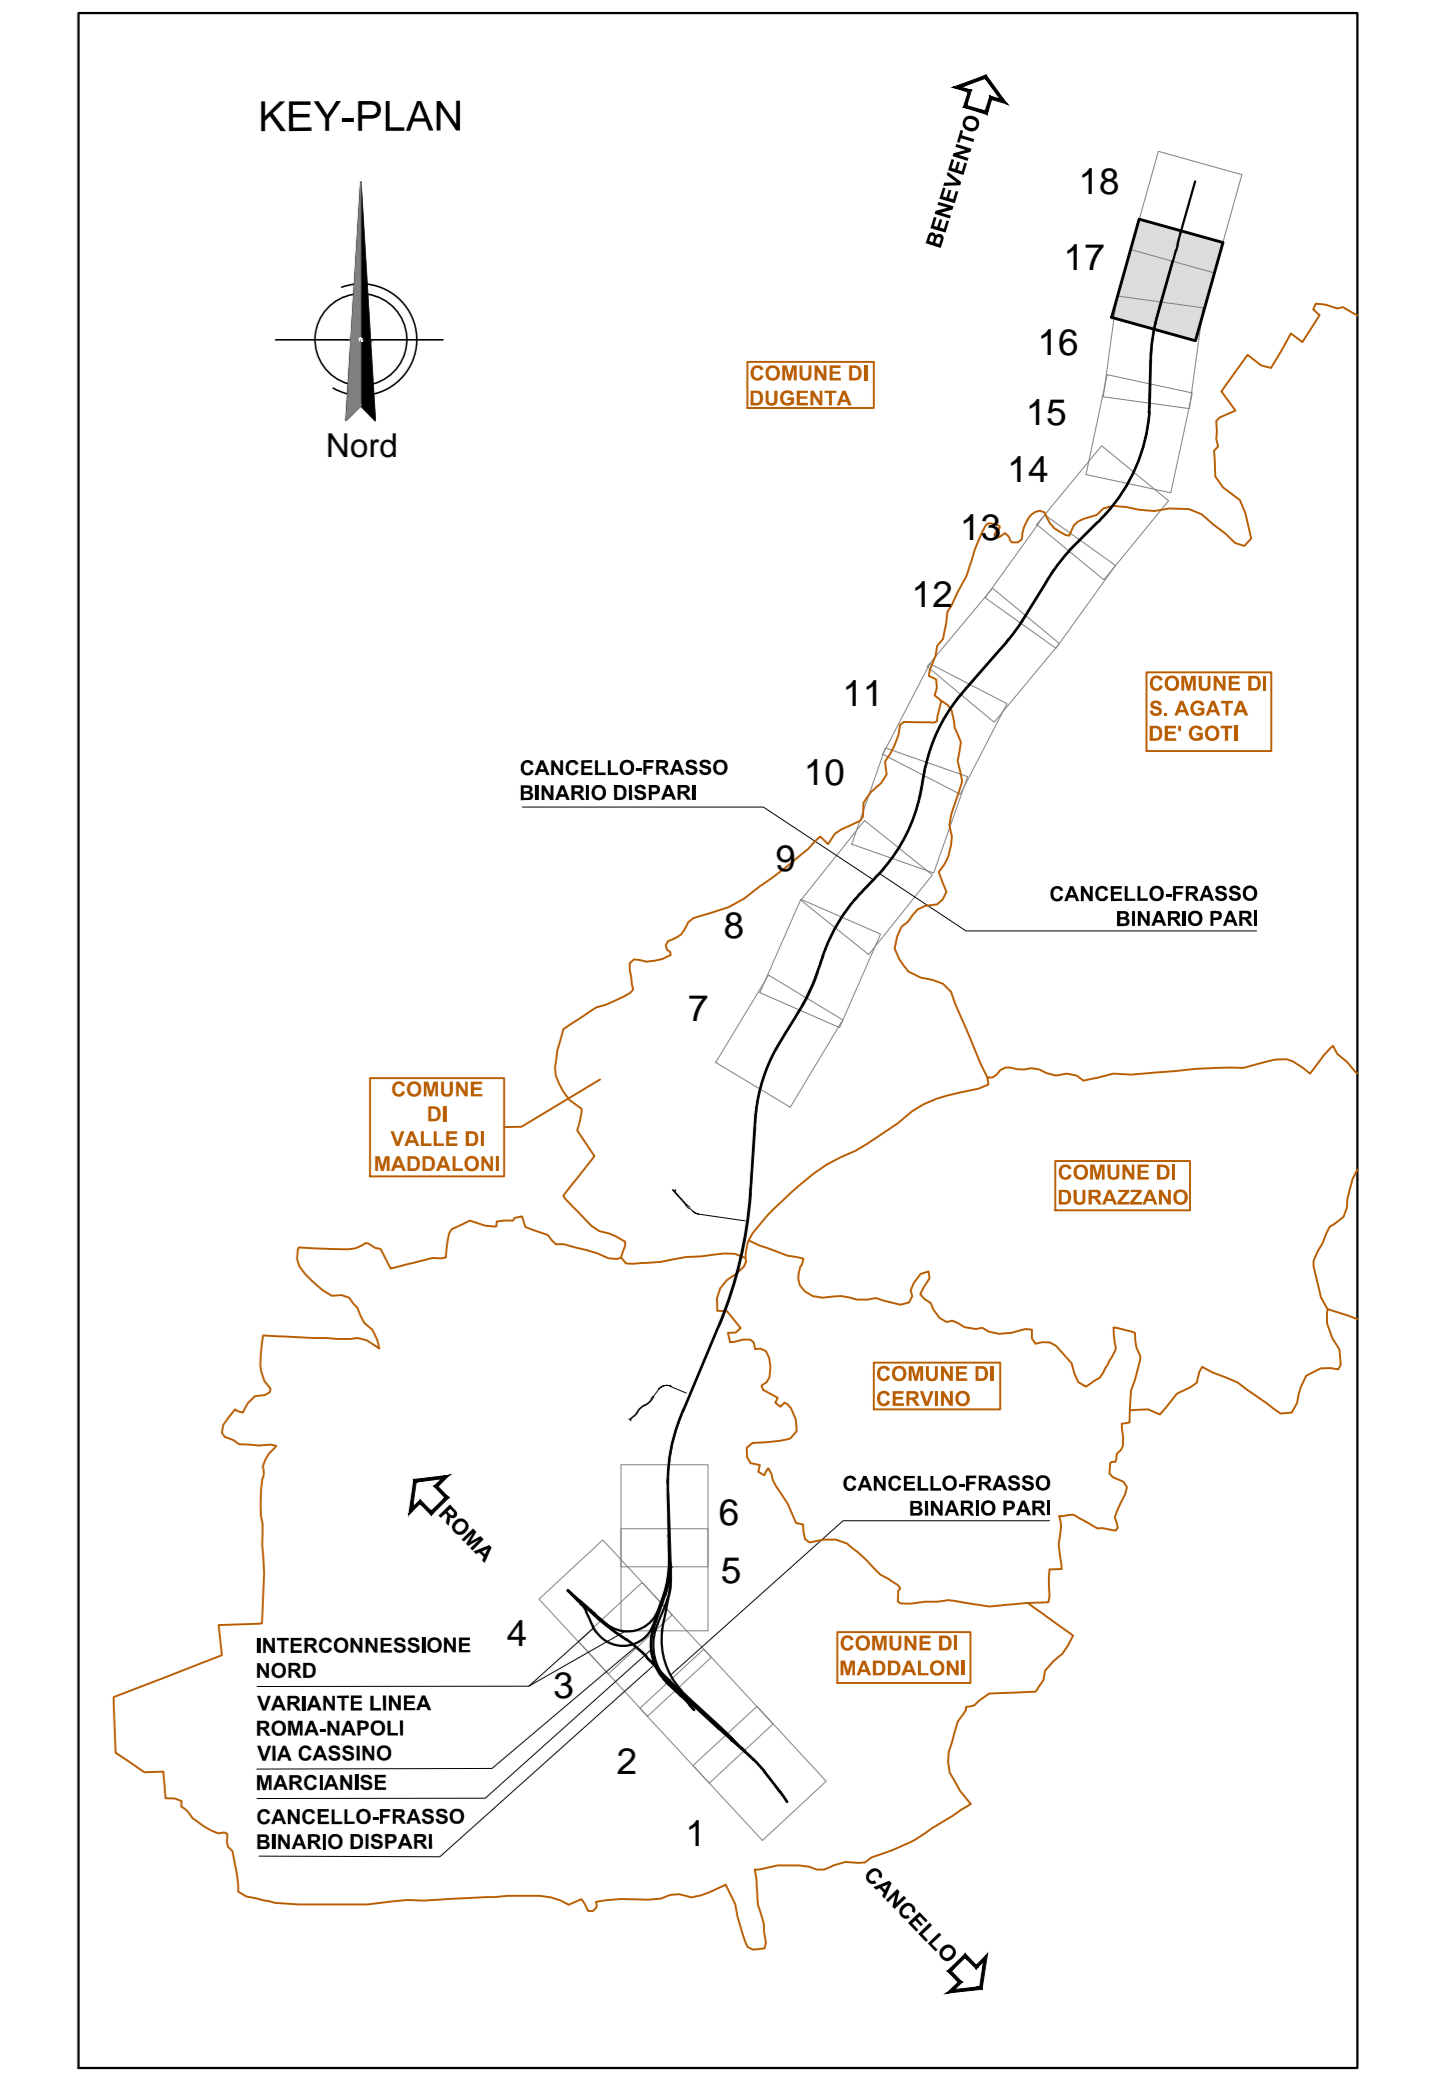 KEY-PLAN
BENEVENTO
18
17
Nord
16
COMUNE DI
DUGENTA
15
14
13
12
COMUNE DI
S. AGATA
DE' GOTI
11
CANCELLO-FRASSO
BINARIO DISPARI
10
9
CANCELLO-FRASSO
BINARIO PARI
8
7
COMUNE
DI
VALLE DI
MADDALONI
COMUNE DI
DURAZZANO
COMUNE DI
CERVINO
CANCELLO-FRASSO
BINARIO PARI
ROMA
6
5
4
INTERCONNESSIONE
NORD
COMUNE DI
MADDALONI
3
VARIANTE LINEA
ROMA-NAPOLI
VIA CASSINO
2
MARCIANISE
CANCELLO-FRASSO
BINARIO DISPARI
1
CANCELLO